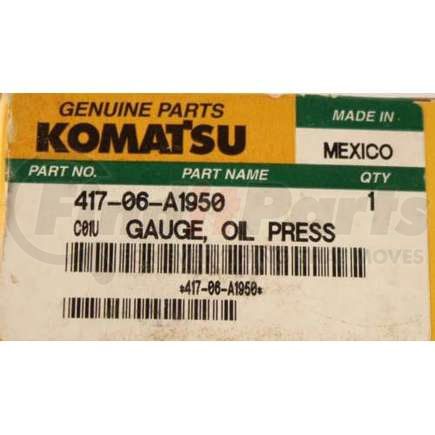 GENUINE PARTS
KOMATSU
MADE IN
MEXICO
PART NO. PART NAME QTY
417-06-A1950 1
C01U GAUGE, OIL PRESS
*417-06-A1950*